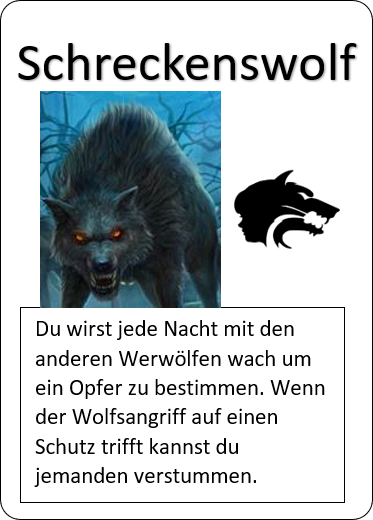 Schreckenswolf
Du wirst jede Nacht mit den
anderen Werwölfen wach um
ein Opfer zu bestimmen. Wenn
der Wolfsangriff auf einen
Schutz trifft kannst du
jemanden verstummen.